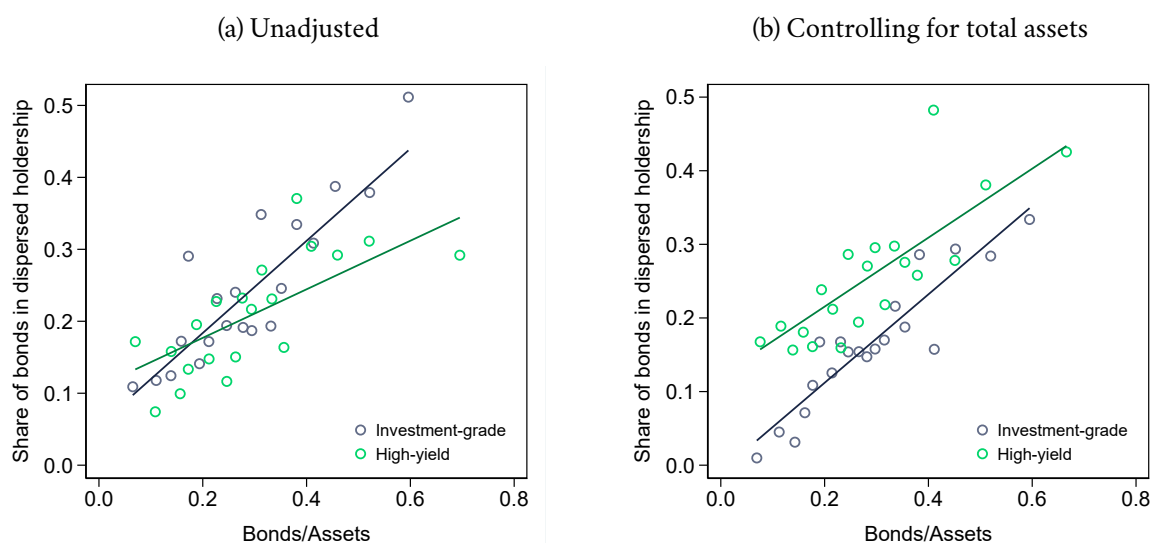 (a) Unadjusted
Share of bonds in dispersed holdership
0.5
0.4
0.3
0.2
0.1
0.0
Investment-grade
High-yield
0.0 0.2 0.4 0.6 0.8
Bonds/Assets
(b) Controlling for total assets
Share of bonds in dispersed holdership
0.5
0.4
0.3
0.2
0.1
0.0
Investment-grade
High-yield
0.0 0.2 0.4 0.6 0.8
Bonds/Assets